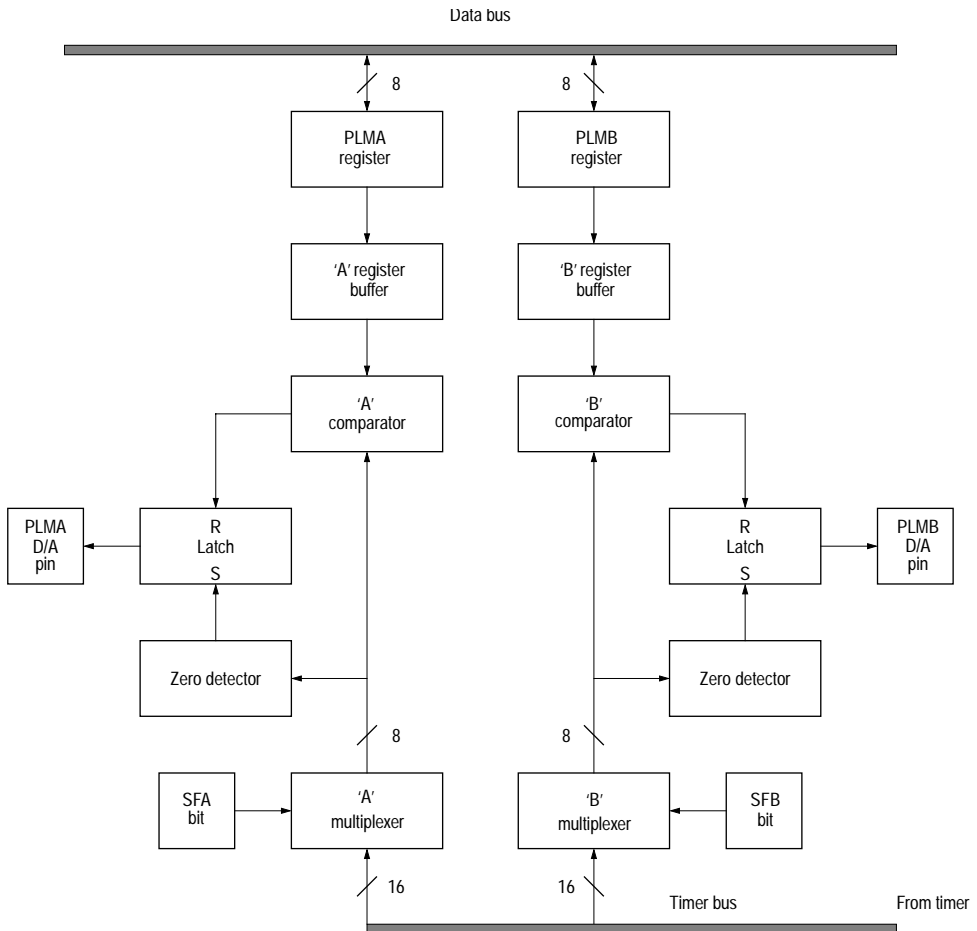 Data bus
8
8
PLMA
register
PLMB
register
‘A’ register
buffer
‘B’ register
buffer
‘A’
comparator
‘B’
comparator
PLMA
D/A
pin
R
Latch
S
R
Latch
S
PLMB
D/A
pin
Zero detector
Zero detector
8
8
SFA
bit
‘A’
multiplexer
‘B’
multiplexer
SFB
bit
16
16
Timer bus
From timer